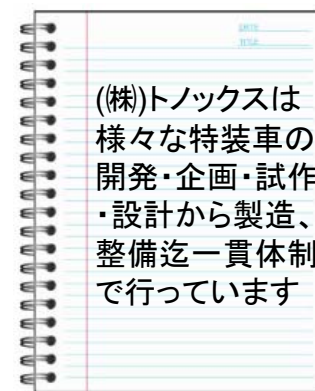 DATE
TITLE
(㈱)トノックスは
様々な特装車の
開発・企画・試作
・設計から製造、
整備迄一貫体制
で行っています